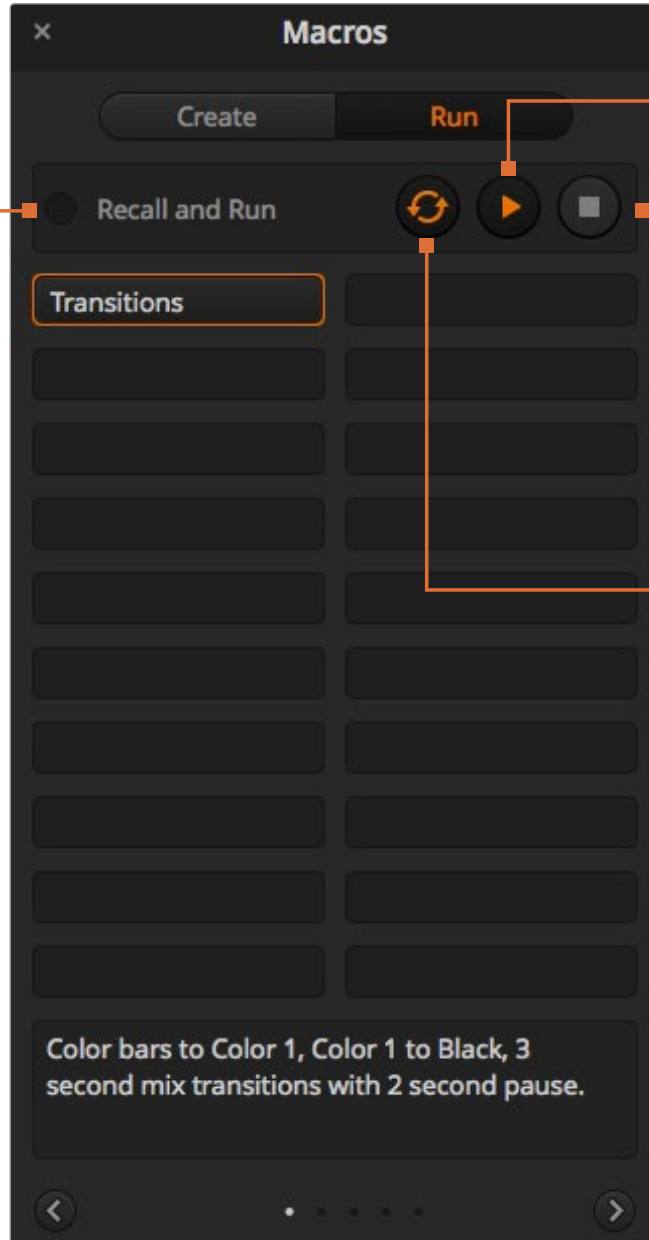 Macros
Create
Run
Recall and Run
Transitions
Color bars to Color 1, Color 1 to Black, 3
second mix transitions with 2 second pause.